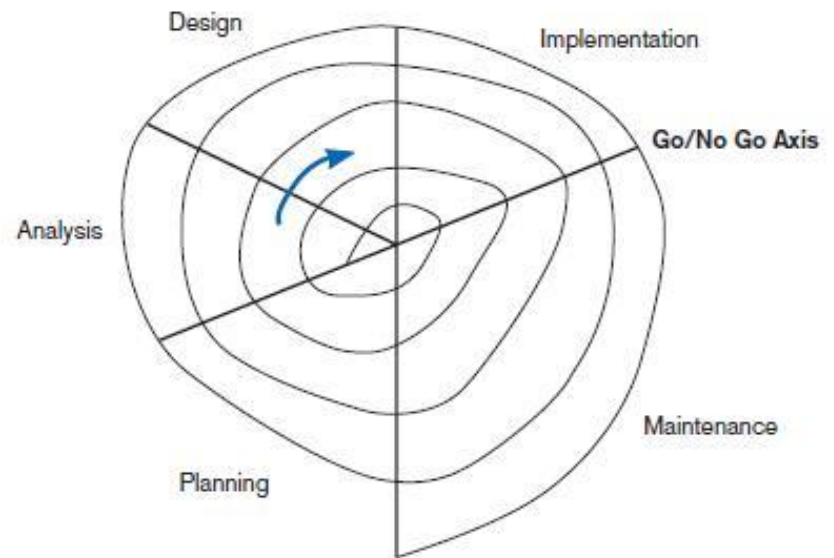 Design
Implementation
Go/No Go Axis
Analysis
Maintenance
Planning